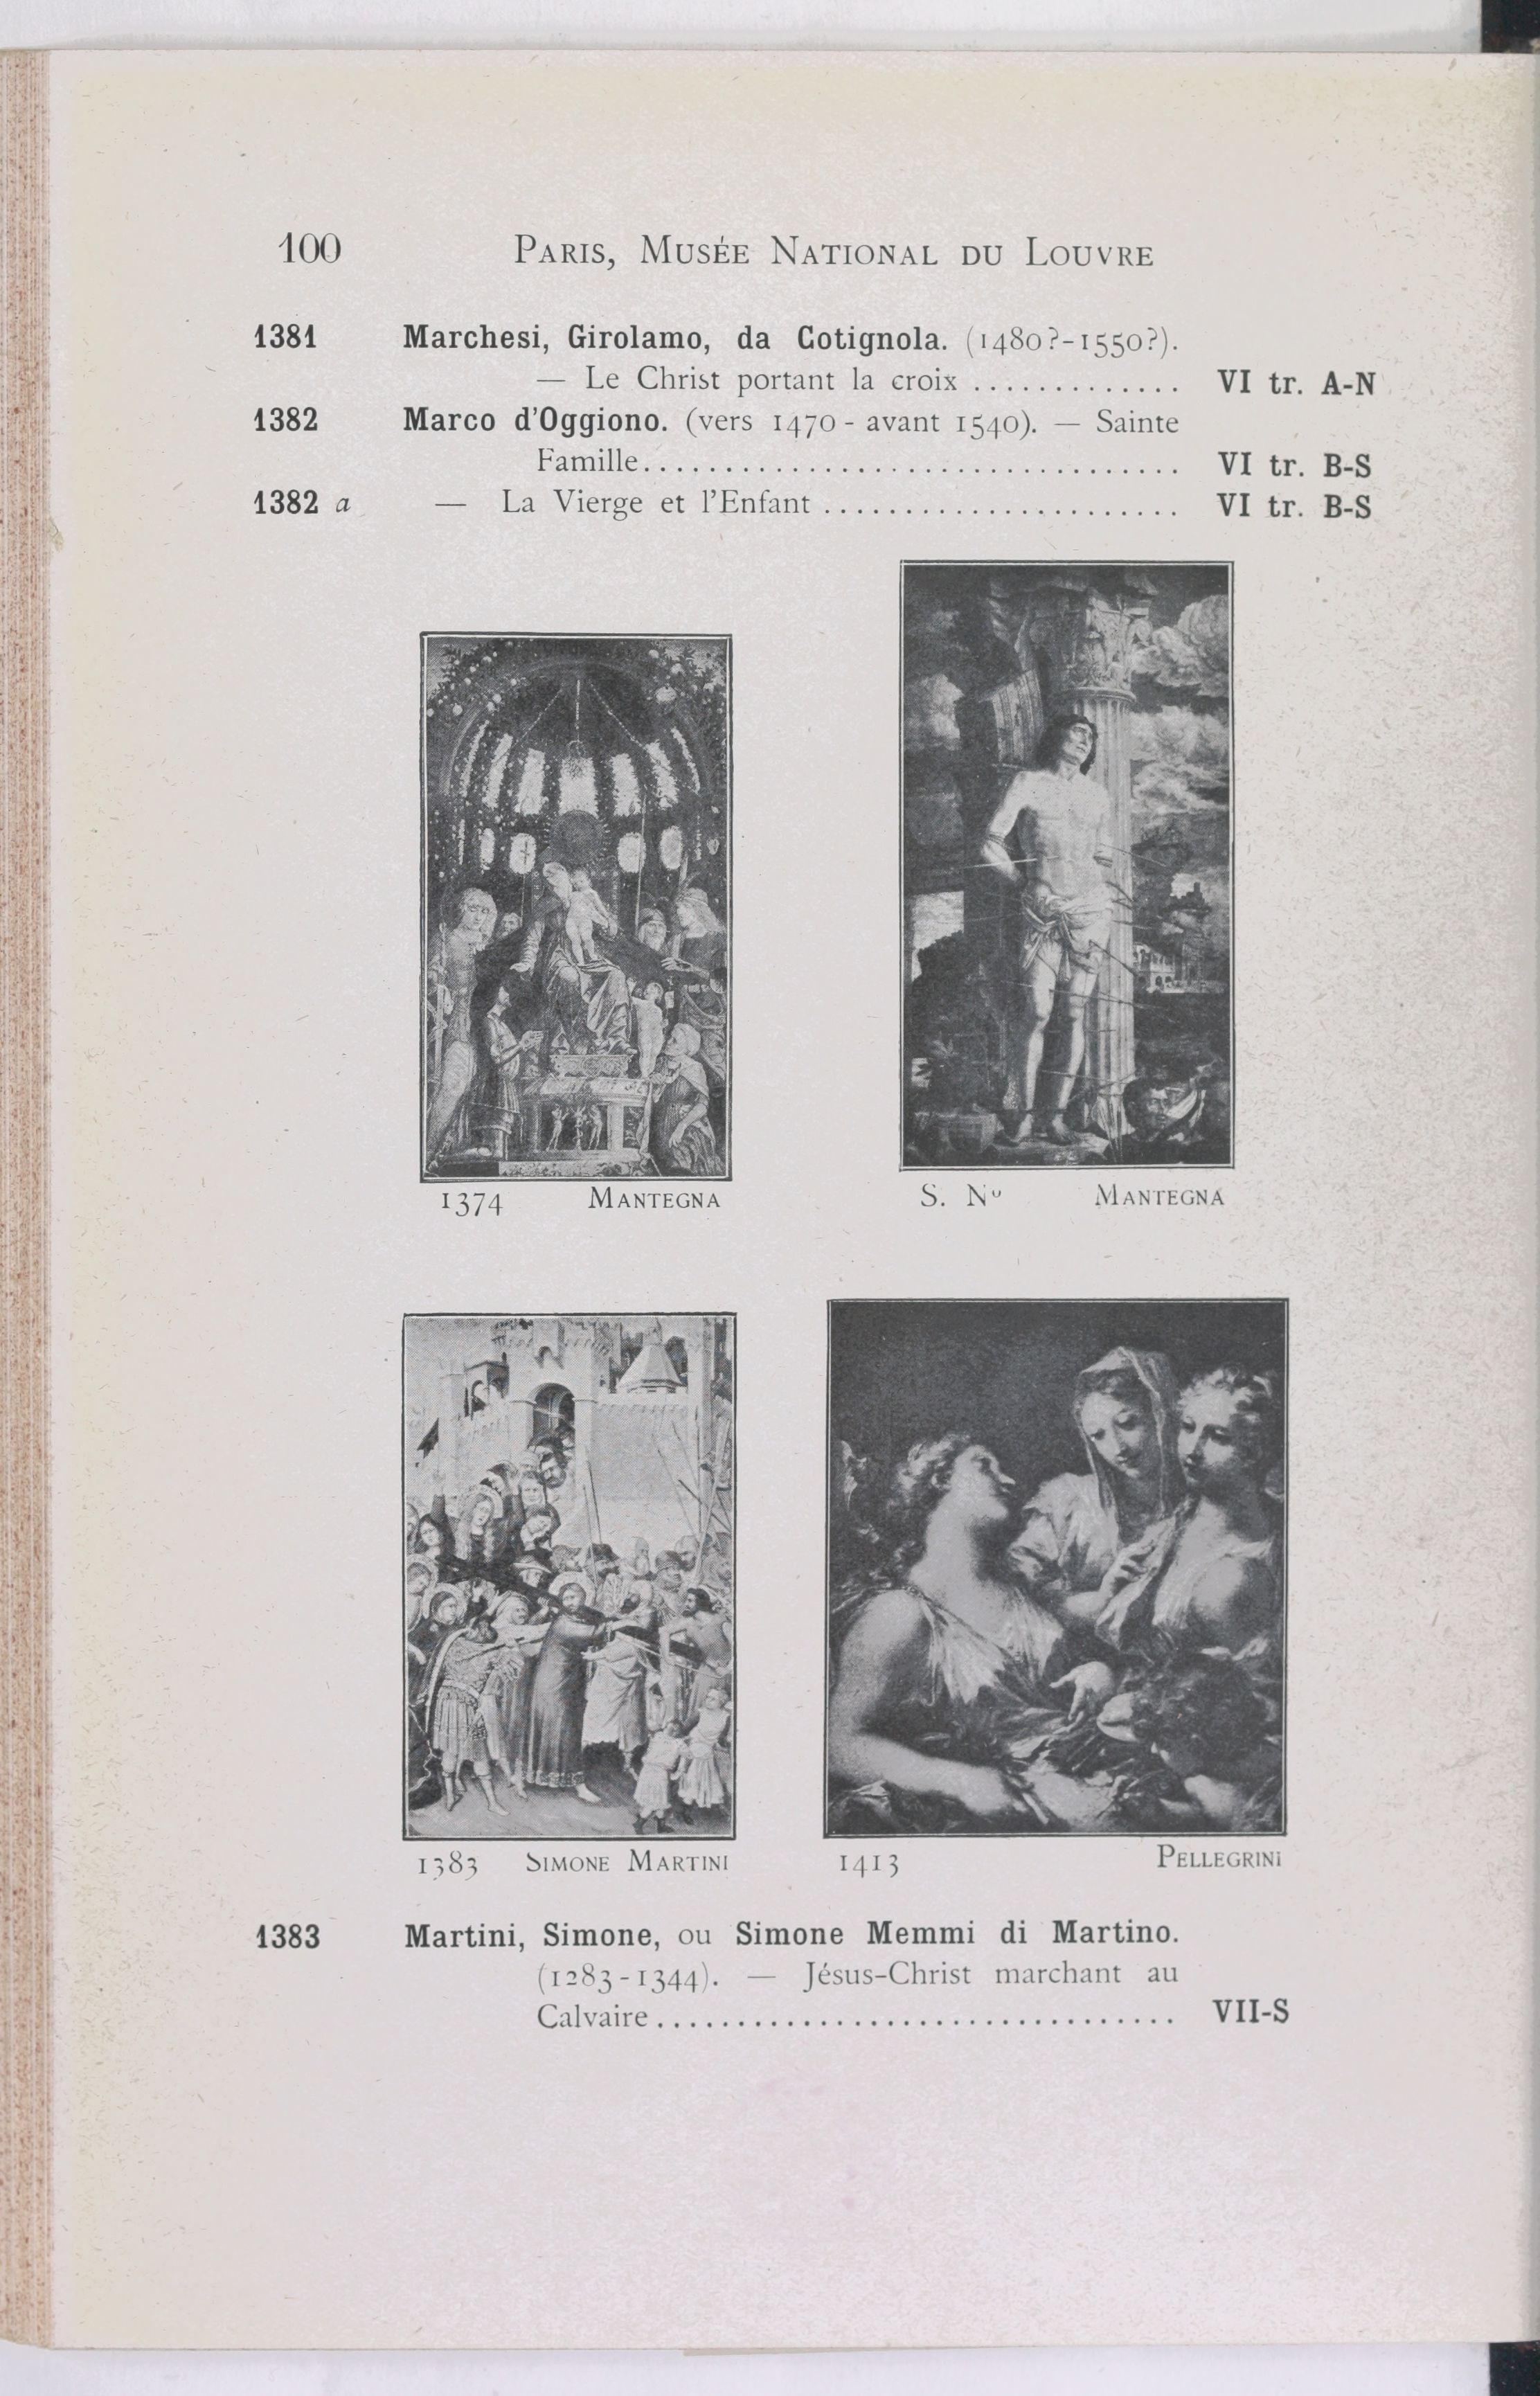 100 PARIS, MUSÉE NATIONAL DU LOUVRE
1381 Marchesi, Girolamo, da Cotignola. (1480?-1550?).
— Le Christ portant la croix ............. VI tr. A-N
1382 Marco d'Oggiono. (vers 1470 - avant 1540). — Sainte
Famille................................. VI tr. B-S
1382 a — La Vierge et l'Enfant ...................... VI tr. B-S
1374 MANTEGNA
S. No MANTEGNA
1383 SIMONE MARTINI
1413 PELLEGRINI
1383 Martini, Simone, ou Simone Memmi di Martino.
(1283-1344). — Jésus-Christ marchant au
Calvaire................................ VII-S